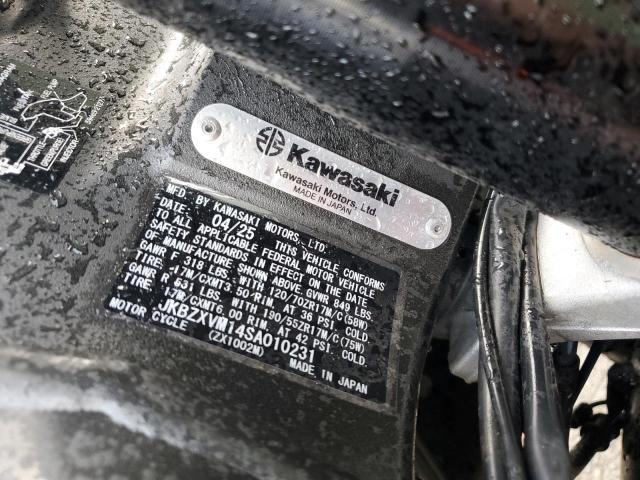 Kawasaki
Kawasaki Motors, Ltd.
MADE IN JAPAN
MFD. BY KAWASAKI MOTORS, LTD.
DATE: 04/25 THIS VEHICLE CONFORMS
TO ALL APPLICABLE FEDERAL MOTOR VEHICLE
SAFETY STANDARDS IN EFFECT ON THE DATE
OF MANUFACTURE SHOWN ABOVE. GVWR 849 LBS.
GAWR F 318 LBS. WITH 120/70ZR17M/C(58W)
TIRE, 17M/CXMT3.50 RIM, AT 36 PSI COLD.
GAWR R 531 LBS. WITH 190/55ZR17M/C(75W)
TIRE, 17M/CXMT6.00 RIM, AT 42 PSI COLD.
JKBZXVM14SA010231
MOTOR CYCLE (ZX1002M) MADE IN JAPAN
THROTTLE